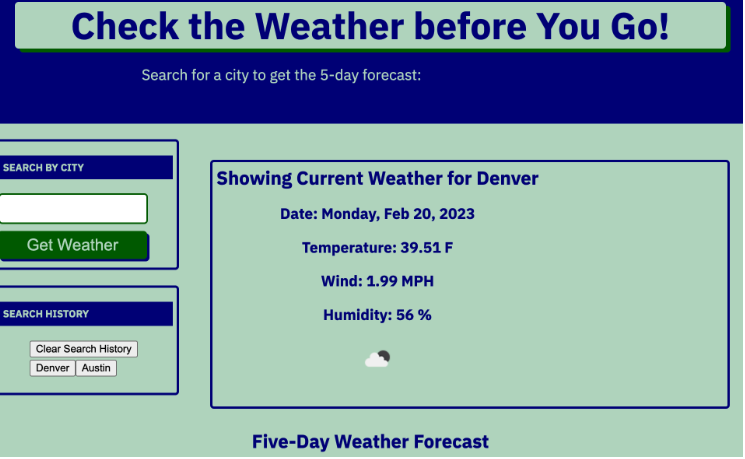 Check the Weather before You Go!
Search for a city to get the 5-day forecast:
SEARCH BY CITY
Get Weather
SEARCH HISTORY
Clear Search History
Denver Austin
Showing Current Weather for Denver
Date: Monday, Feb 20, 2023
Temperature: 39.51 F
Wind: 1.99 MPH
Humidity: 56 %
Five-Day Weather Forecast